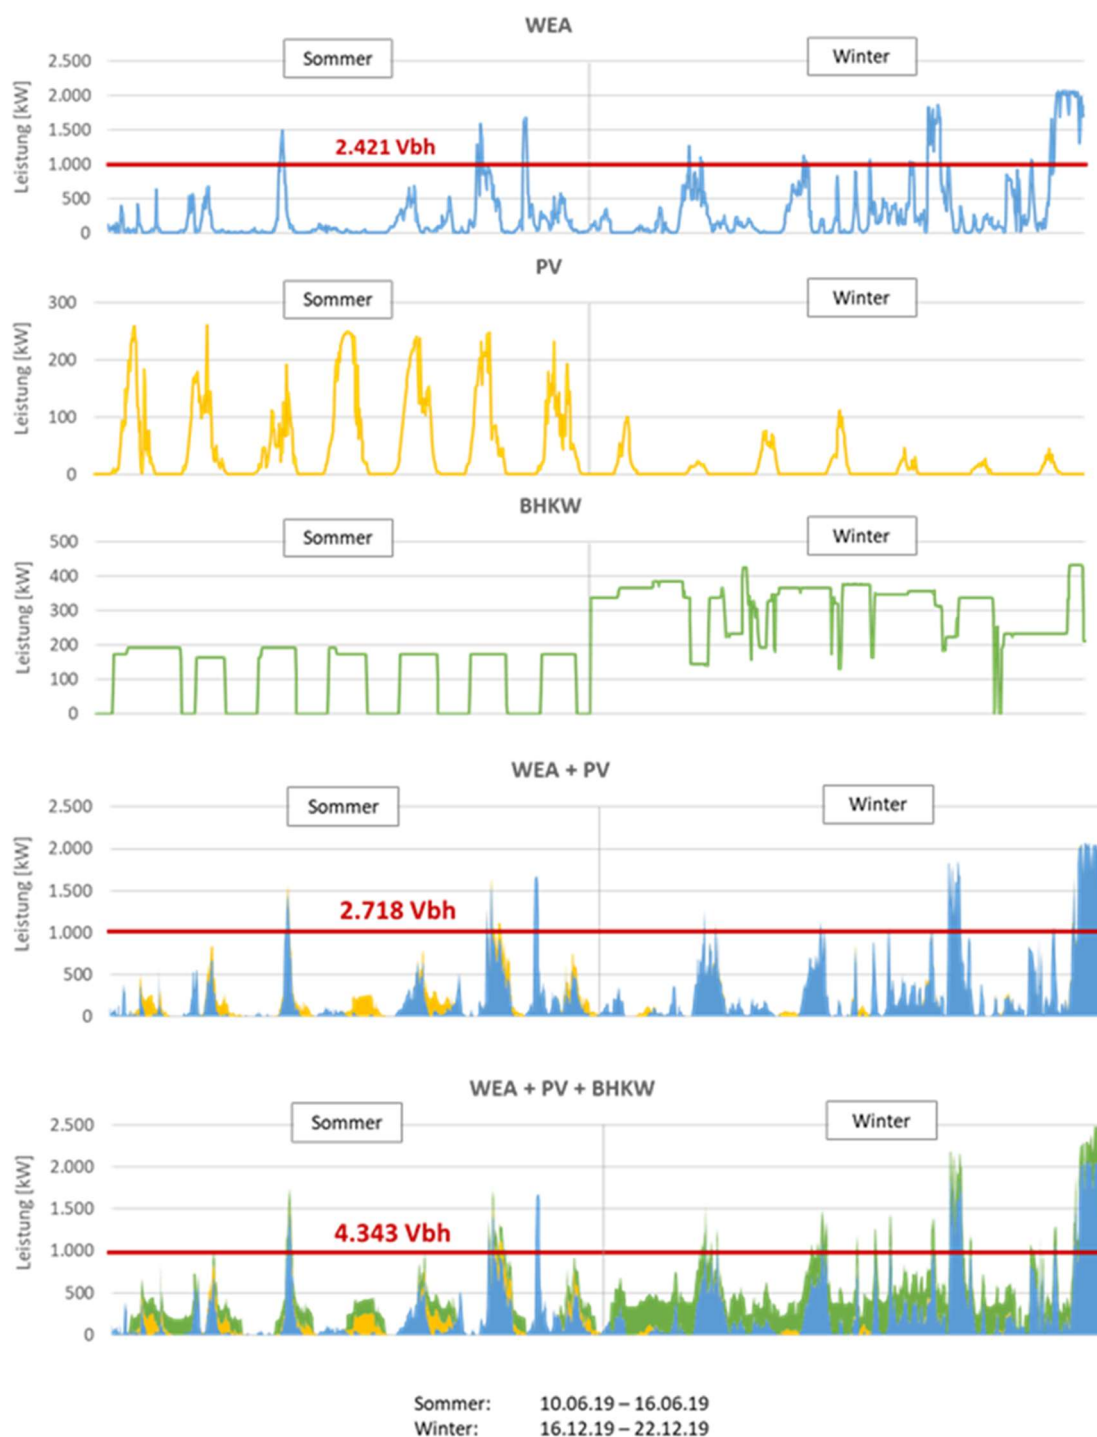 WEA
Sommer
Winter
Leistung [kW]
2.500
2.000
1.500
1.000
500
0
2.421 Vbh
PV
Sommer
Winter
Leistung [kW]
300
200
100
0
BHKW
Sommer
Winter
Leistung [kW]
500
400
300
200
100
0
WEA + PV
Sommer
Winter
Leistung [kW]
2.500
2.000
1.500
1.000
500
0
2.718 Vbh
WEA + PV + BHKW
Sommer
Winter
Leistung [kW]
2.500
2.000
1.500
1.000
500
0
4.343 Vbh
Sommer: 10.06.19 – 16.06.19
Winter: 16.12.19 – 22.12.19